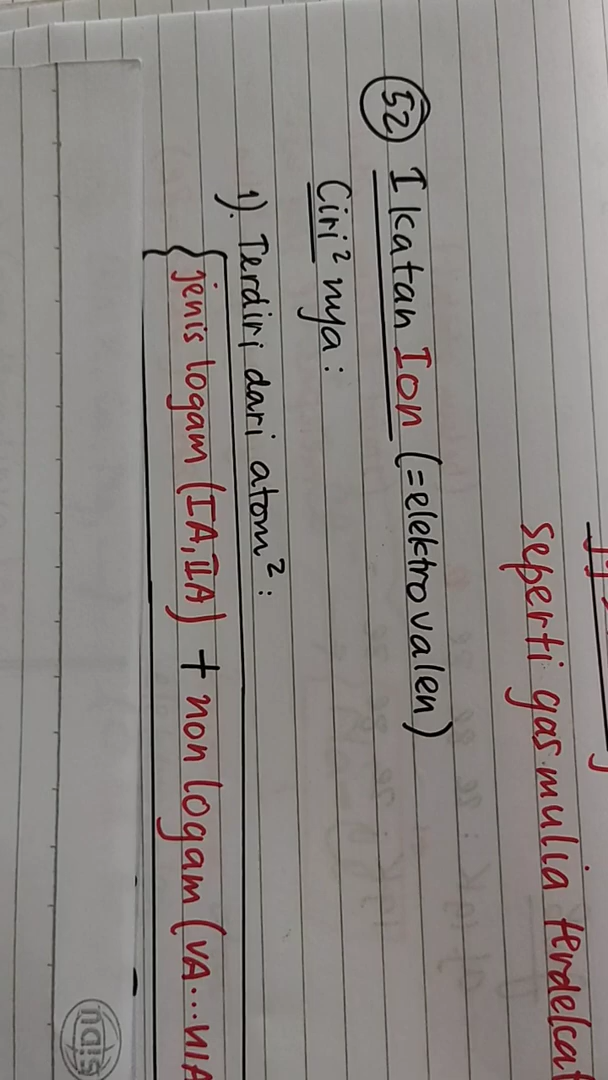 seperti gas mulia terdekat
52 Ikatan Ion (=elektrovalen)
Ciri² nya:
1). Terdiri dari atom²:
{jenis logam (IA, IIA) + non logam (VA...